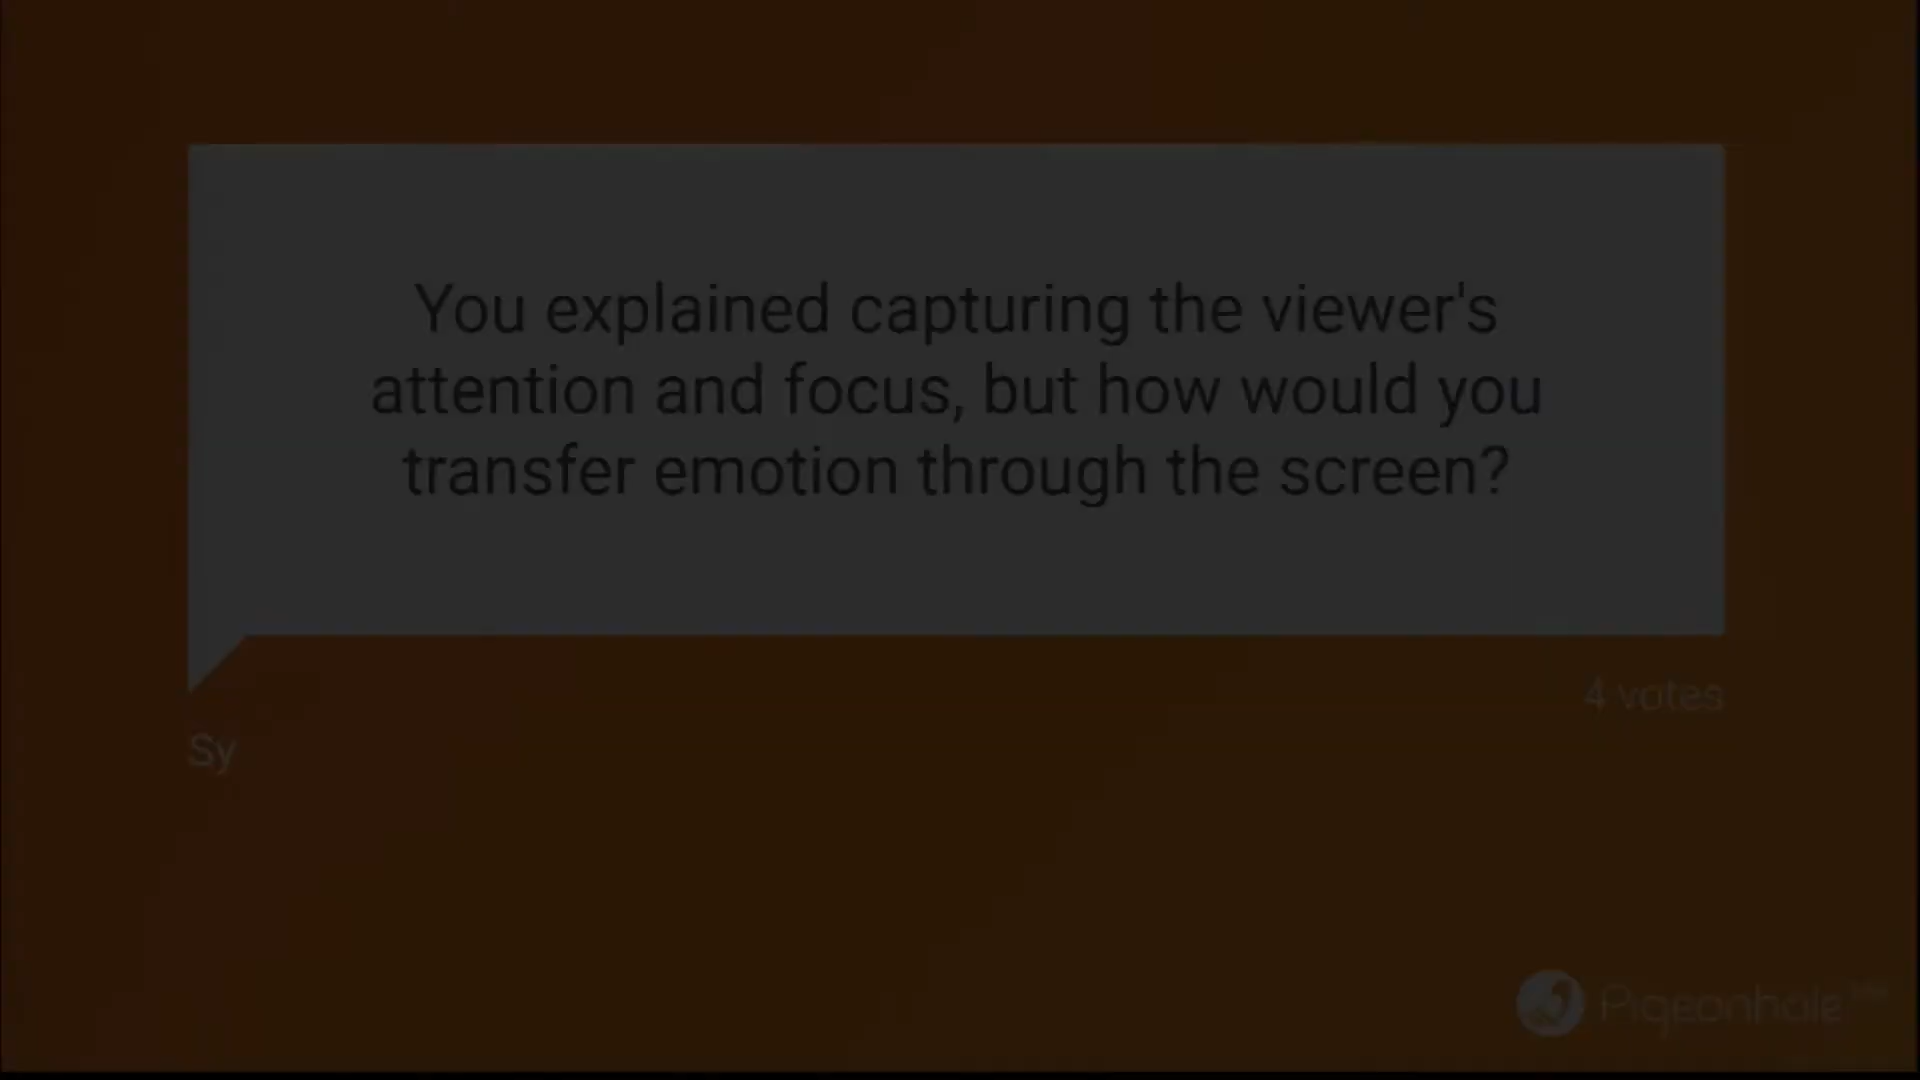 You explained capturing the viewer's
attention and focus, but how would you
transfer emotion through the screen?
4 votes
Sy
Pigeonhole